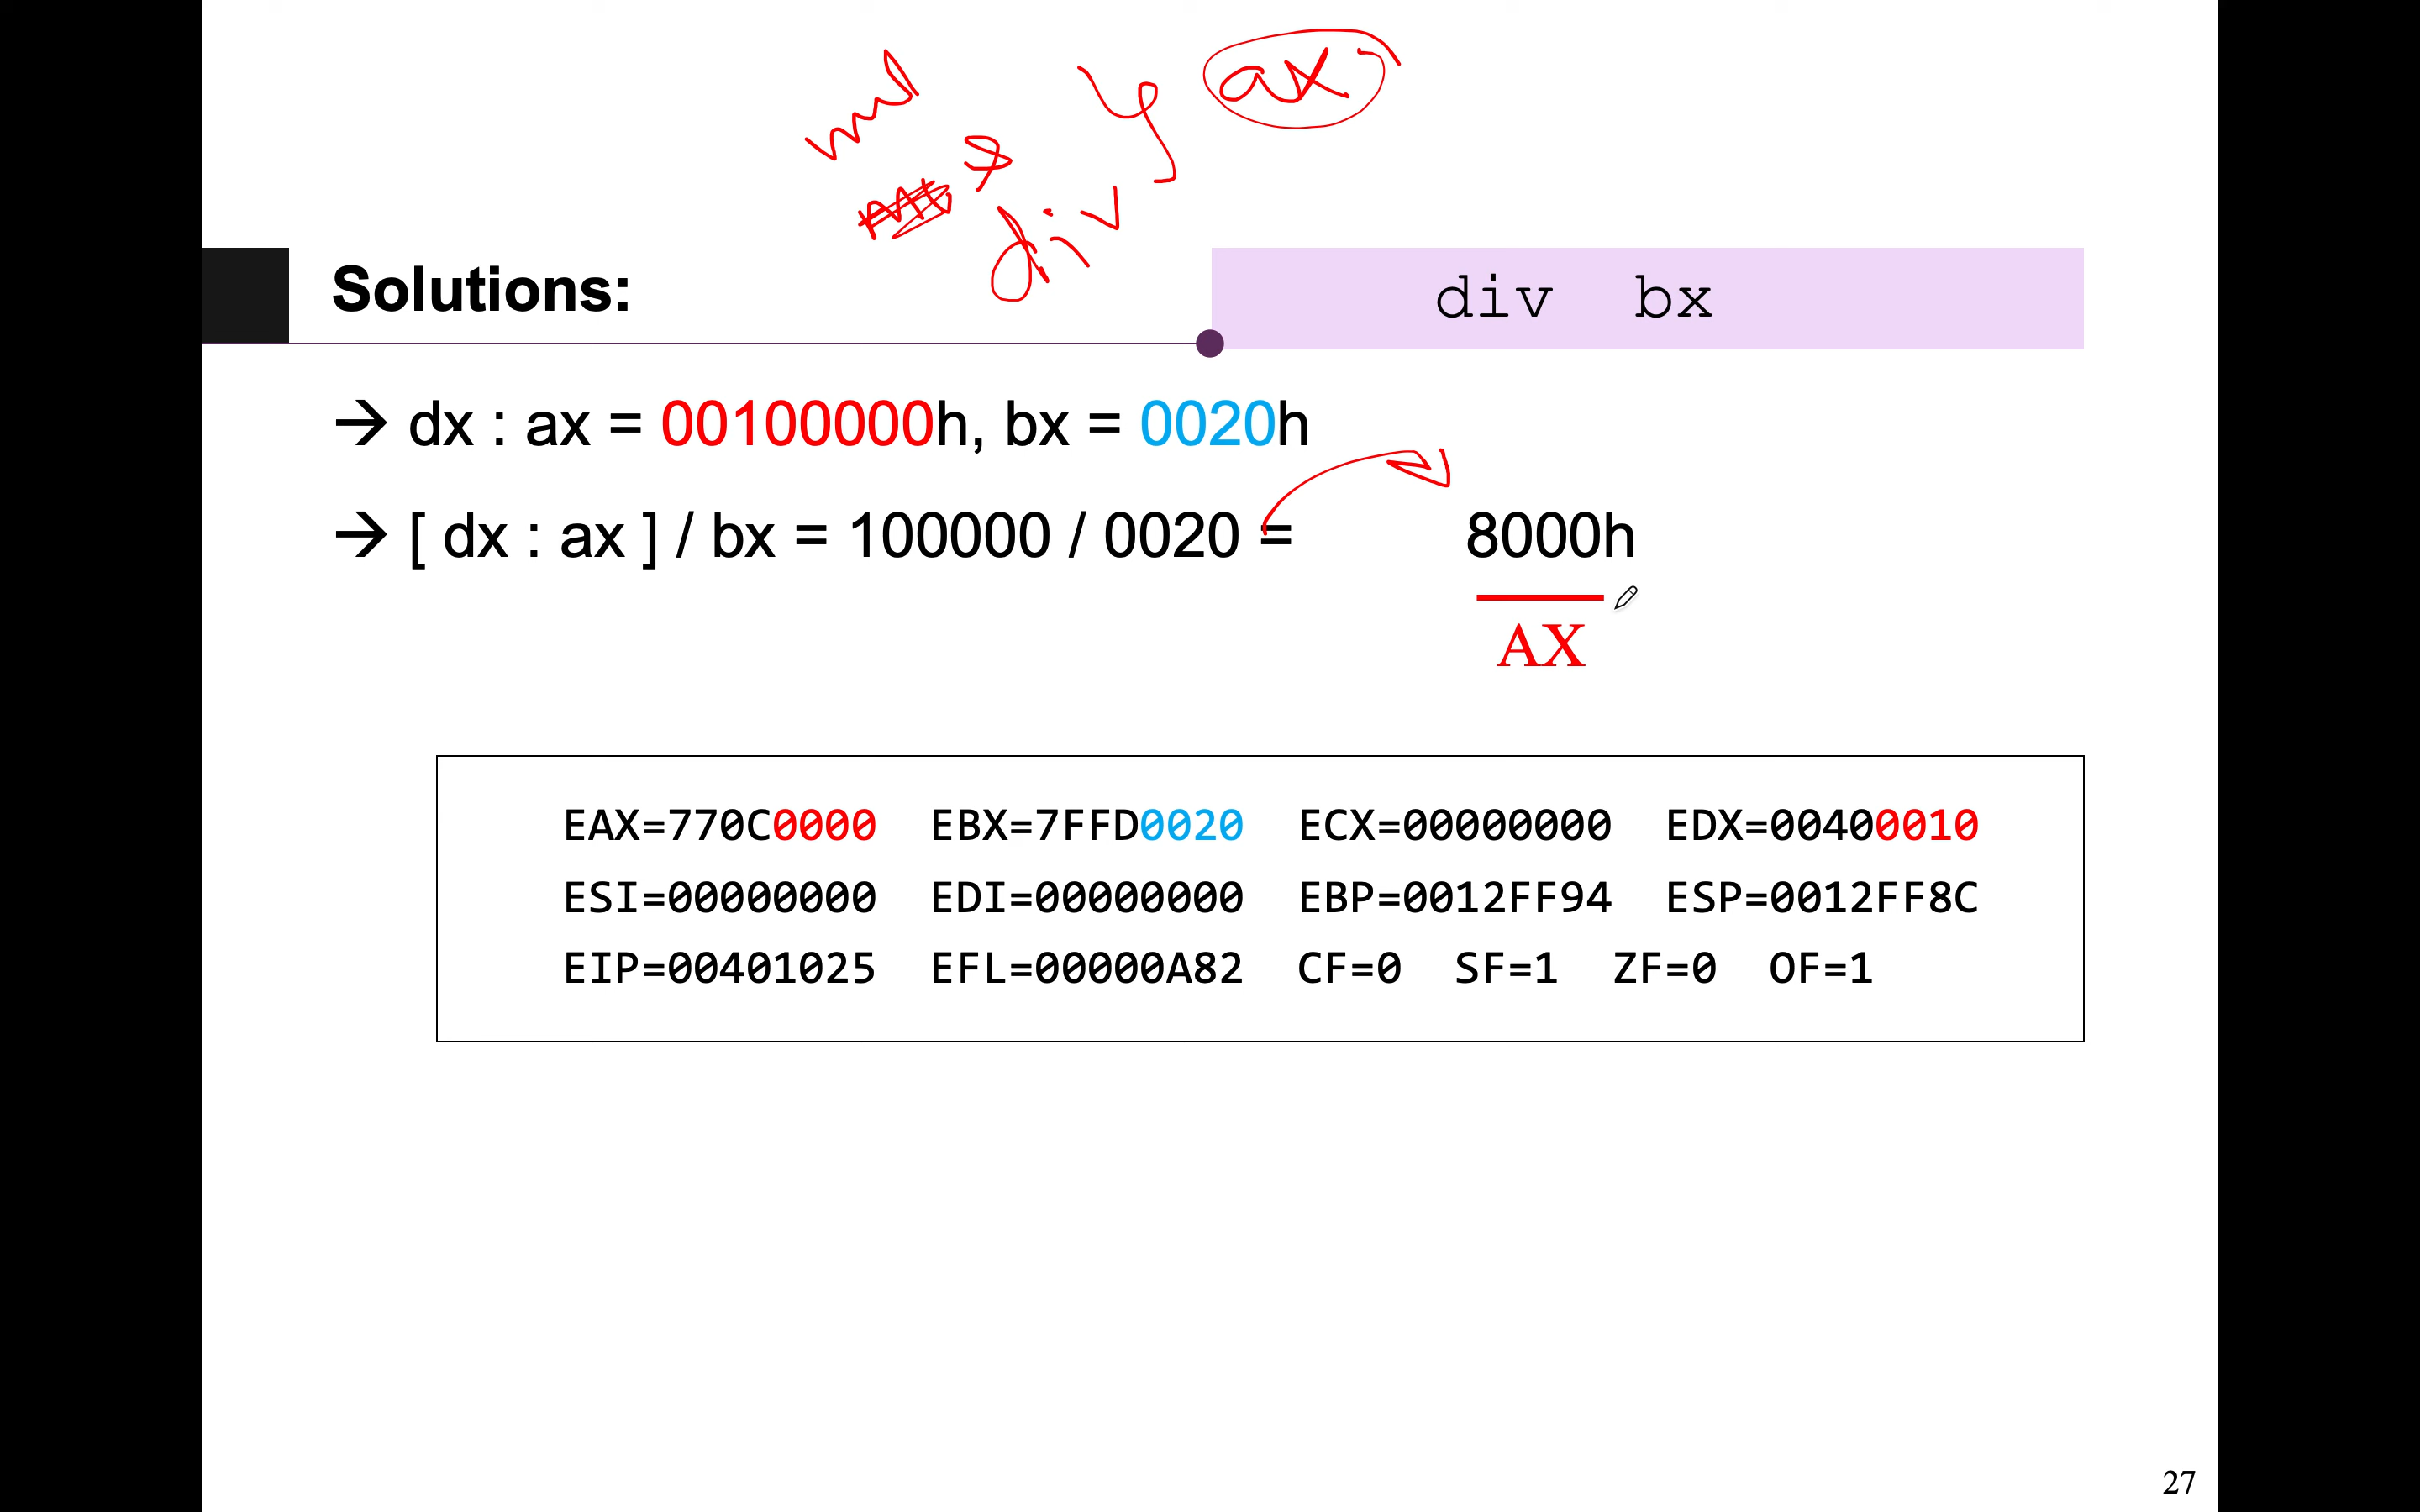 mul
div
ax
Solutions:
div bx
→ dx : ax = 00100000h, bx = 0020h
→ [ dx : ax ] / bx = 100000 / 0020 = 8000h
AX
EAX=770C0000 EBX=7FFD0020 ECX=00000000 EDX=00400010
ESI=00000000 EDI=00000000 EBP=0012FF94 ESP=0012FF8C
EIP=00401025 EFL=00000A82 CF=0 SF=1 ZF=0 OF=1
27